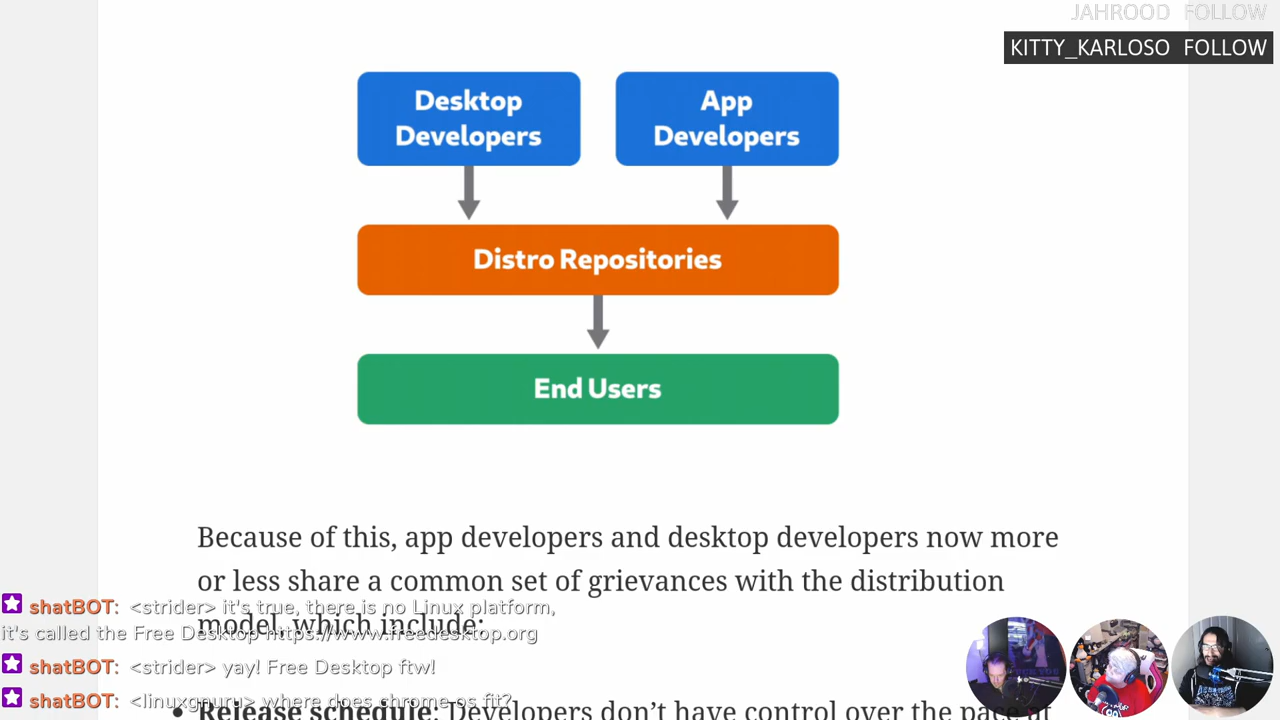 JAHROOD FOLLOW
KITTY_KARLOSO FOLLOW
Desktop
Developers
App
Developers
Distro Repositories
End Users
Because of this, app developers and desktop developers now more
or less share a common set of grievances with the distribution
model, which include:
shatBOT: <strider> it's true, there is no Linux platform,
it's called the Free Desktop https://www.freedesktop.org
shatBOT: <strider> yay! Free Desktop ftw!
shatBOT: <linuxgnuru> where does chrome os fit?
• Release schedule: Developers don't have control over the pace at